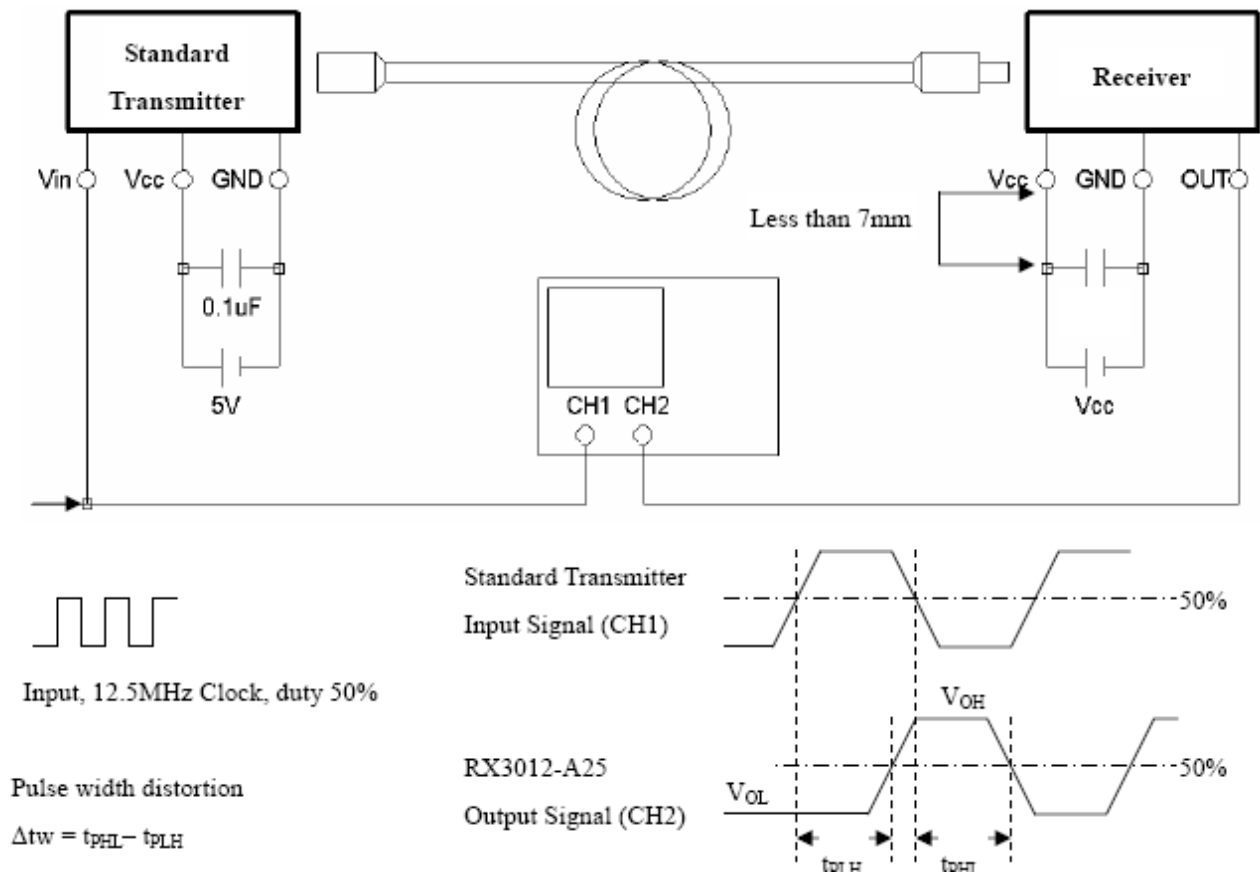 Standard
Transmitter
Receiver
Vin
Vcc
GND
Vcc
GND
OUT
Less than 7mm
0.1uF
5V
CH1 CH2
Vcc
Standard Transmitter
Input Signal (CH1)
50%
Input, 12.5MHz Clock, duty 50%
VOH
RX3012-A25
Output Signal (CH2)
50%
VOL
Pulse width distortion
Δtw = tPHL– tPLH
tPLH
tPHL